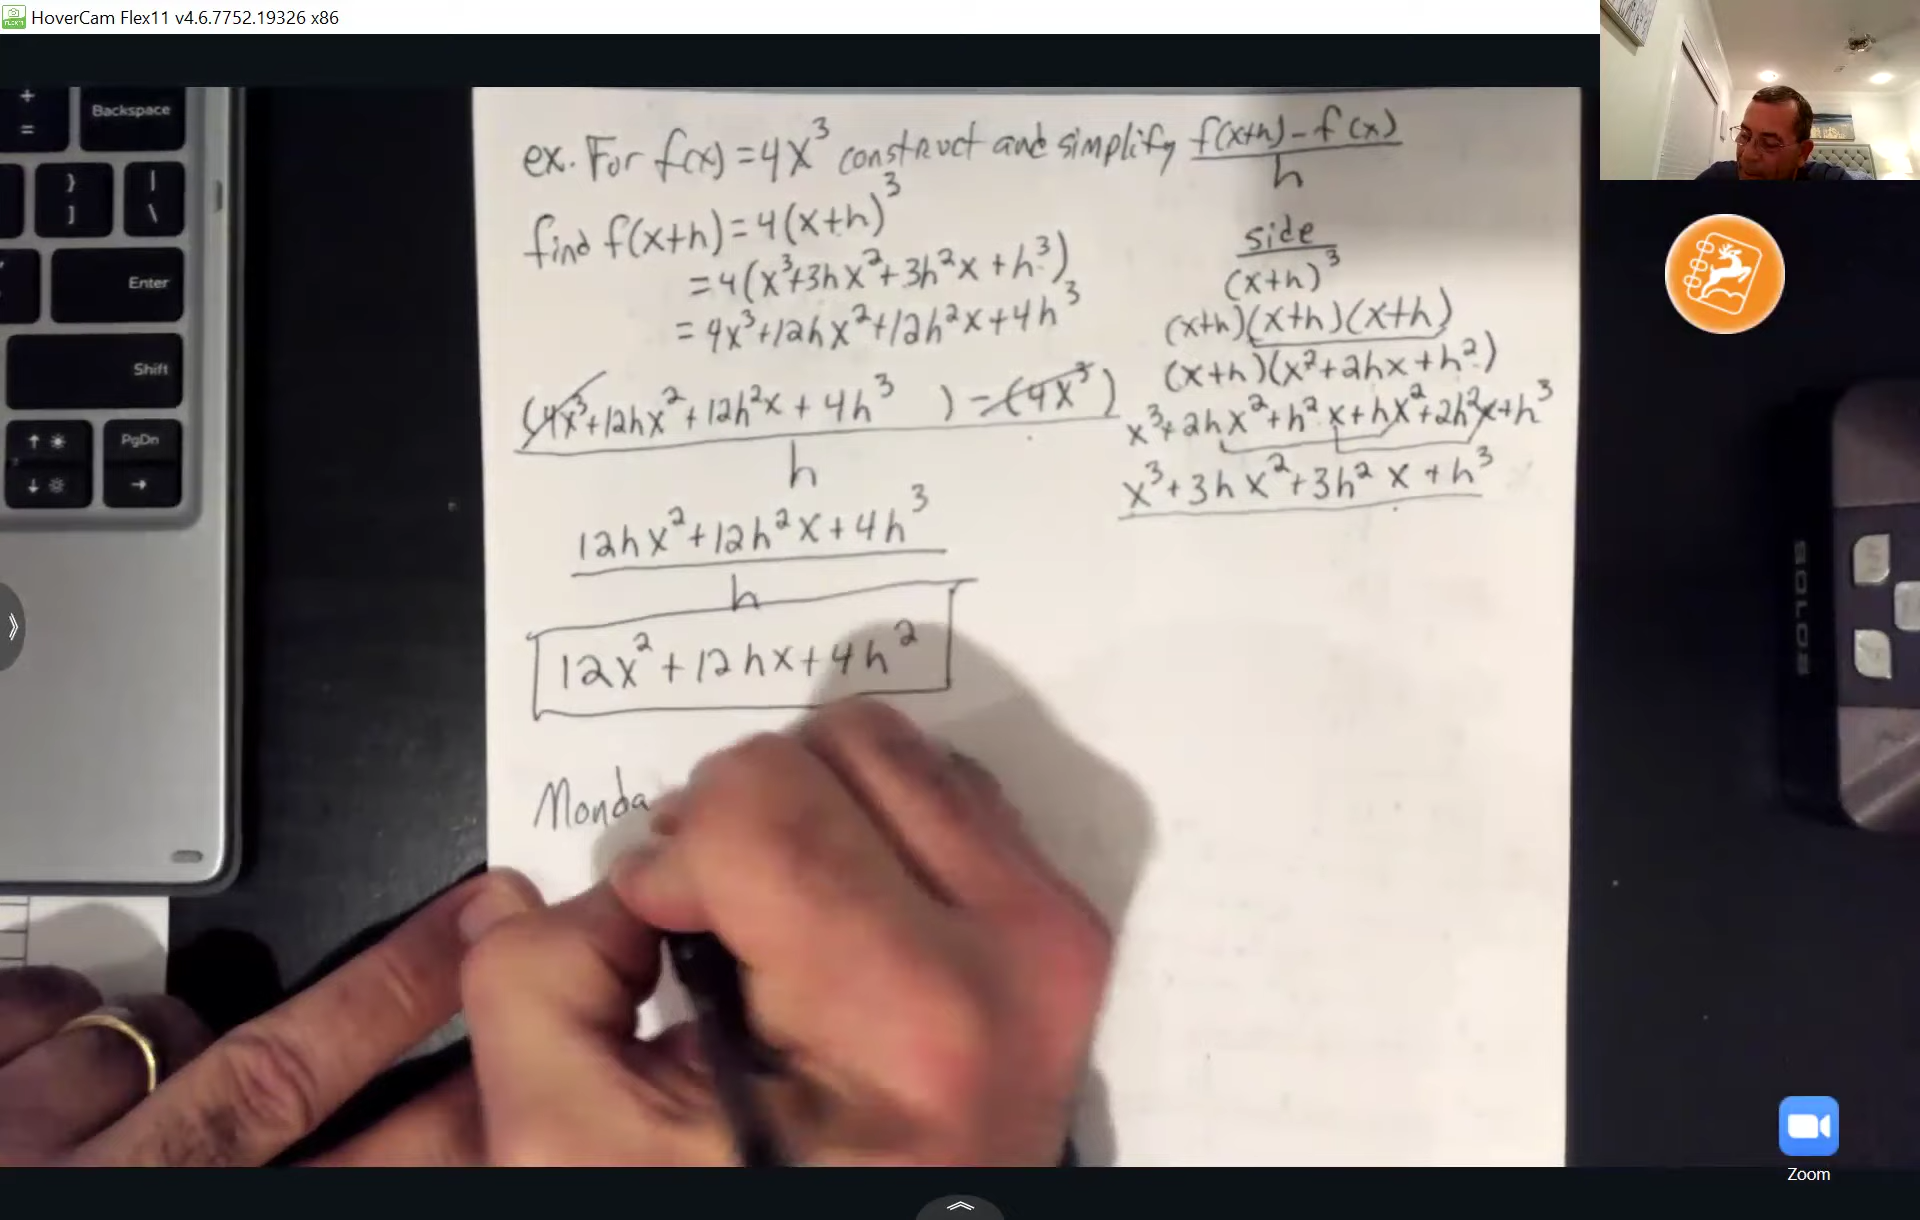 HoverCam Flex11 v4.6.7752.19326 x86
+
=
Backspace
}
]
|
\
Enter
Shift
PgDn
ex. For f(x) = 4x³ construct and simplify f(x+h) - f(x) / h
find f(x+h) = 4(x+h)³
= 4(x³+3hx²+3h²x+h³)
= 4x³+12hx²+12h²x+4h³
(4x³+12hx²+12h²x+4h³) - (4x³)
h
12hx²+12h²x+4h³
h
12x²+12hx+4h²
Monda
side
(x+h)³
(x+h)(x+h)(x+h)
(x+h)(x²+2hx+h²)
x³+2hx²+h²x+hx²+2h²x+h³
x³+3hx²+3h²x+h³
SOLO8
Zoom